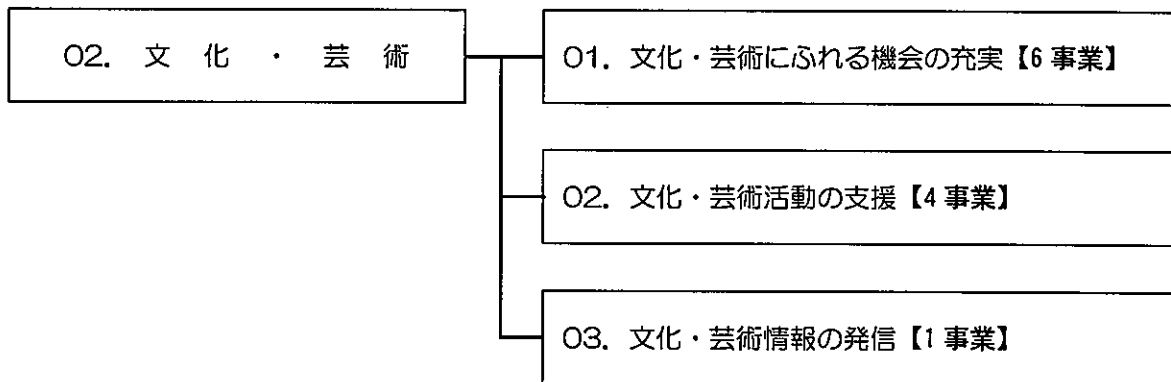 02. 文化・芸術
01. 文化・芸術にふれる機会の充実【6 事業】
02. 文化・芸術活動の支援【4 事業】
03. 文化・芸術情報の発信【1 事業】